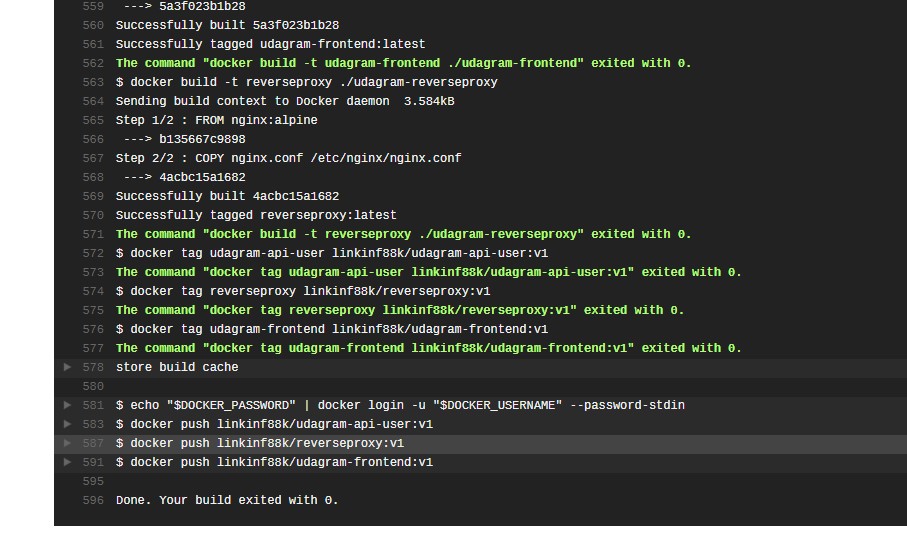 559 ---> 5a3f023b1b28
560 Successfully built 5a3f023b1b28
561 Successfully tagged udagram-frontend:latest
562 The command "docker build -t udagram-frontend ./udagram-frontend" exited with 0.
563 $ docker build -t reverseproxy ./udagram-reverseproxy
564 Sending build context to Docker daemon  3.584kB
565 Step 1/2 : FROM nginx:alpine
566 ---> b135667c9898
567 Step 2/2 : COPY nginx.conf /etc/nginx/nginx.conf
568 ---> 4acbc15a1682
569 Successfully built 4acbc15a1682
570 Successfully tagged reverseproxy:latest
571 The command "docker build -t reverseproxy ./udagram-reverseproxy" exited with 0.
572 $ docker tag udagram-api-user linkinf88k/udagram-api-user:v1
573 The command "docker tag udagram-api-user linkinf88k/udagram-api-user:v1" exited with 0.
574 $ docker tag reverseproxy linkinf88k/reverseproxy:v1
575 The command "docker tag reverseproxy linkinf88k/reverseproxy:v1" exited with 0.
576 $ docker tag udagram-frontend linkinf88k/udagram-frontend:v1
577 The command "docker tag udagram-frontend linkinf88k/udagram-frontend:v1" exited with 0.
578 store build cache
580
581 $ echo "$DOCKER_PASSWORD" | docker login -u "$DOCKER_USERNAME" --password-stdin
583 $ docker push linkinf88k/udagram-api-user:v1
587 $ docker push linkinf88k/reverseproxy:v1
591 $ docker push linkinf88k/udagram-frontend:v1
595
596 Done. Your build exited with 0.